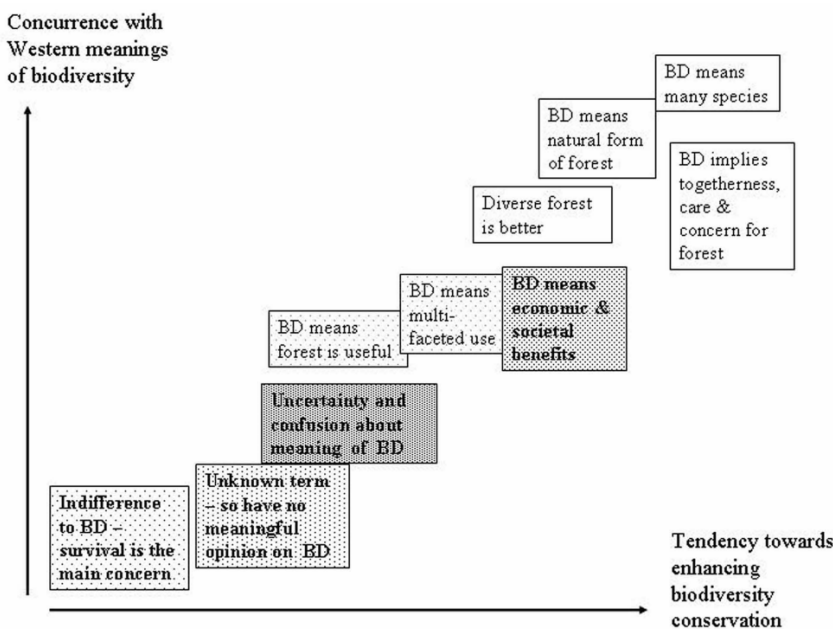 Concurrence with
Western meanings
of biodiversity
BD means
many species
BD means
natural form
of forest
BD implies
togetherness,
care &
concern for
forest
Diverse forest
is better
BD means
economic &
societal
benefits
BD means
multi-
faceted use
BD means
forest is useful
Uncertainty and
confusion about
meaning of BD
Unknown term
– so have no
meaningful
opinion on BD
Indifference
to BD –
survival is the
main concern
Tendency towards
enhancing
biodiversity
conservation